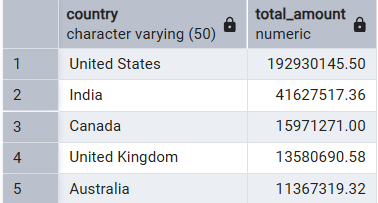 country total_amount
character varying (50) numeric
1 United States 192930145.50
2 India 41627517.36
3 Canada 15971271.00
4 United Kingdom 13580690.58
5 Australia 11367319.32